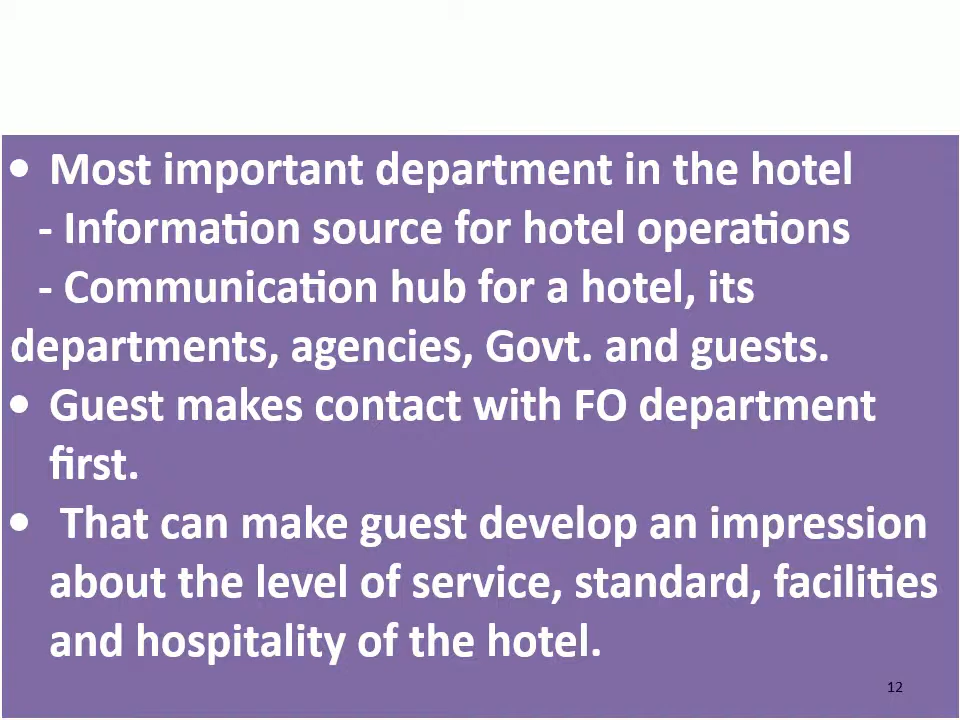 • Most important department in the hotel
- Information source for hotel operations
- Communication hub for a hotel, its
departments, agencies, Govt. and guests.
• Guest makes contact with FO department
first.
• That can make guest develop an impression
about the level of service, standard, facilities
and hospitality of the hotel.
12